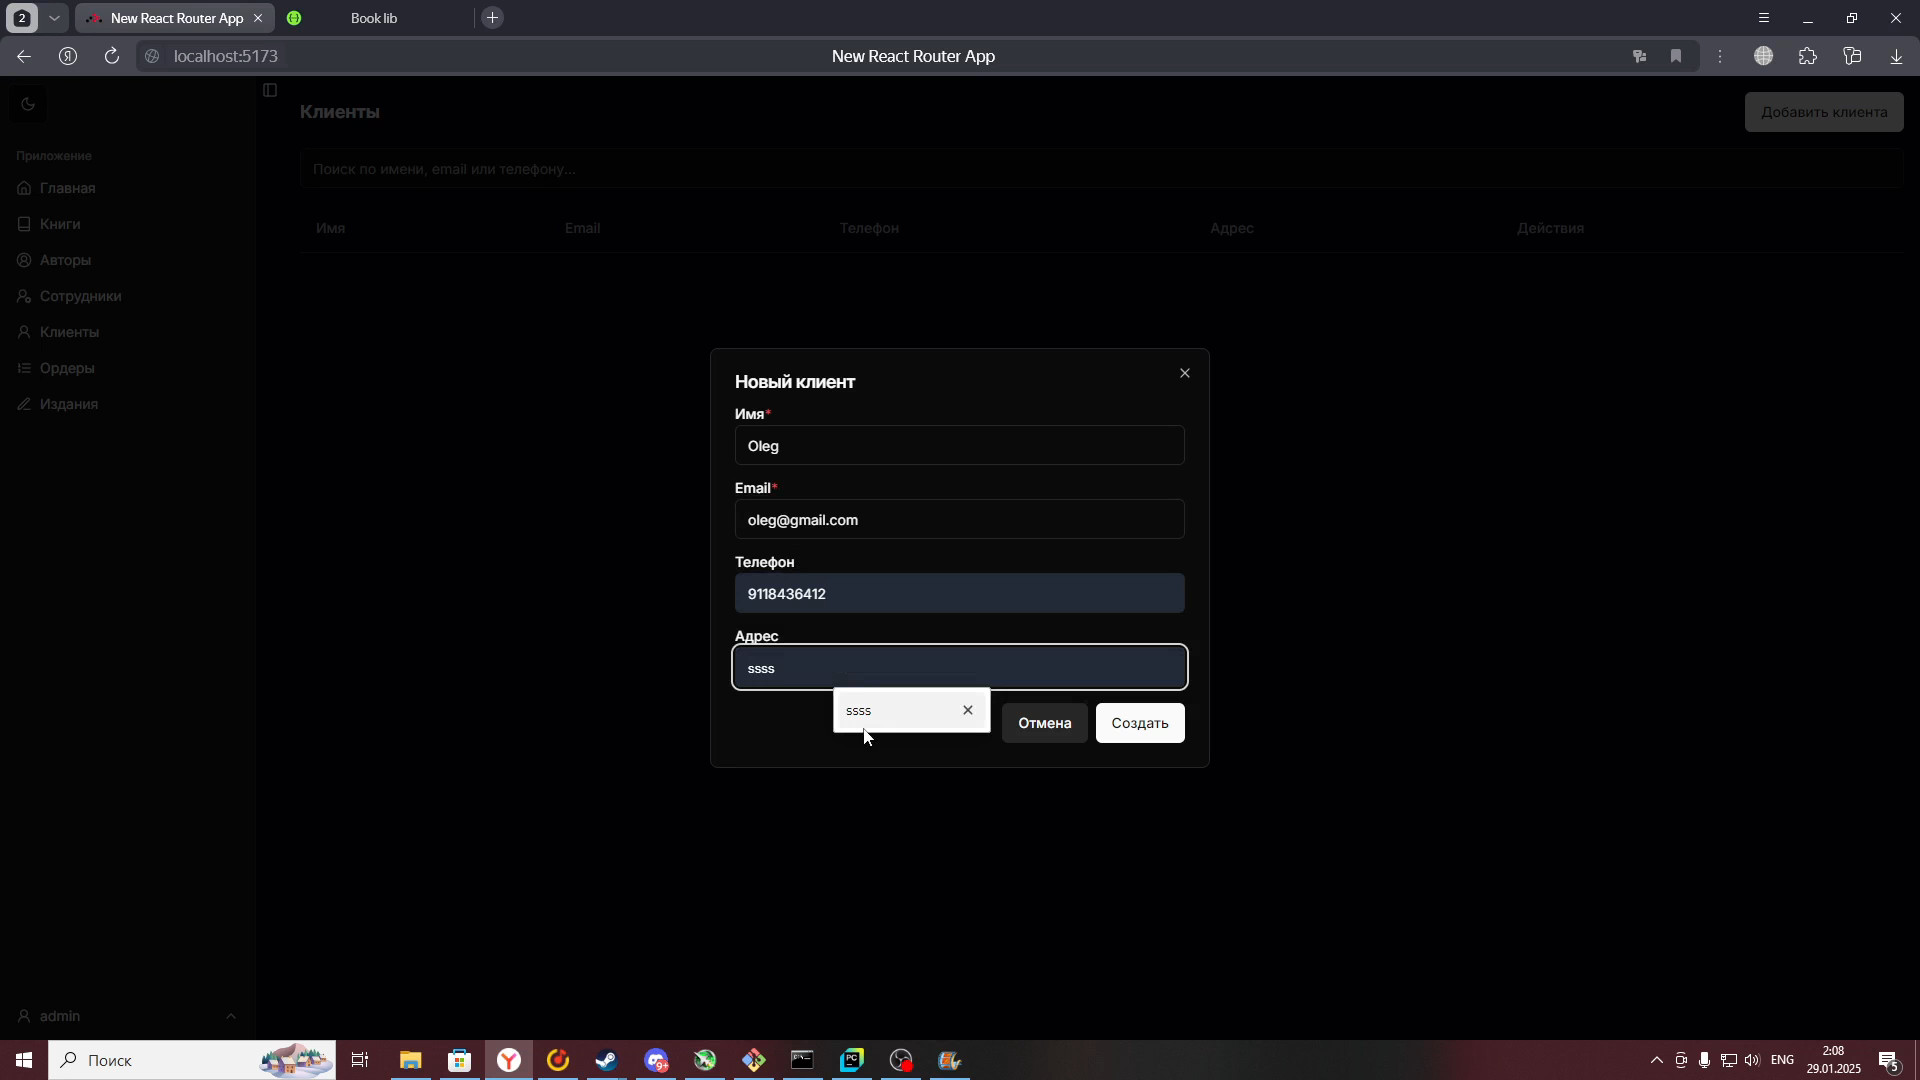 2
New React Router App
Book lib
localhost:5173
New React Router App
Клиенты
Добавить клиента
Приложение
Поиск по имени, email или телефону...
Главная
Книги
Авторы
Сотрудники
Клиенты
Ордеры
Издания
Имя Email Телефон Адрес Действия
Новый клиент
Имя*
Oleg
Email*
oleg@gmail.com
Телефон
9118436412
Адрес
ssss
ssss
Отмена
Создать
admin
Поиск
9+
PC
ENG
2:08
29.01.2025
5